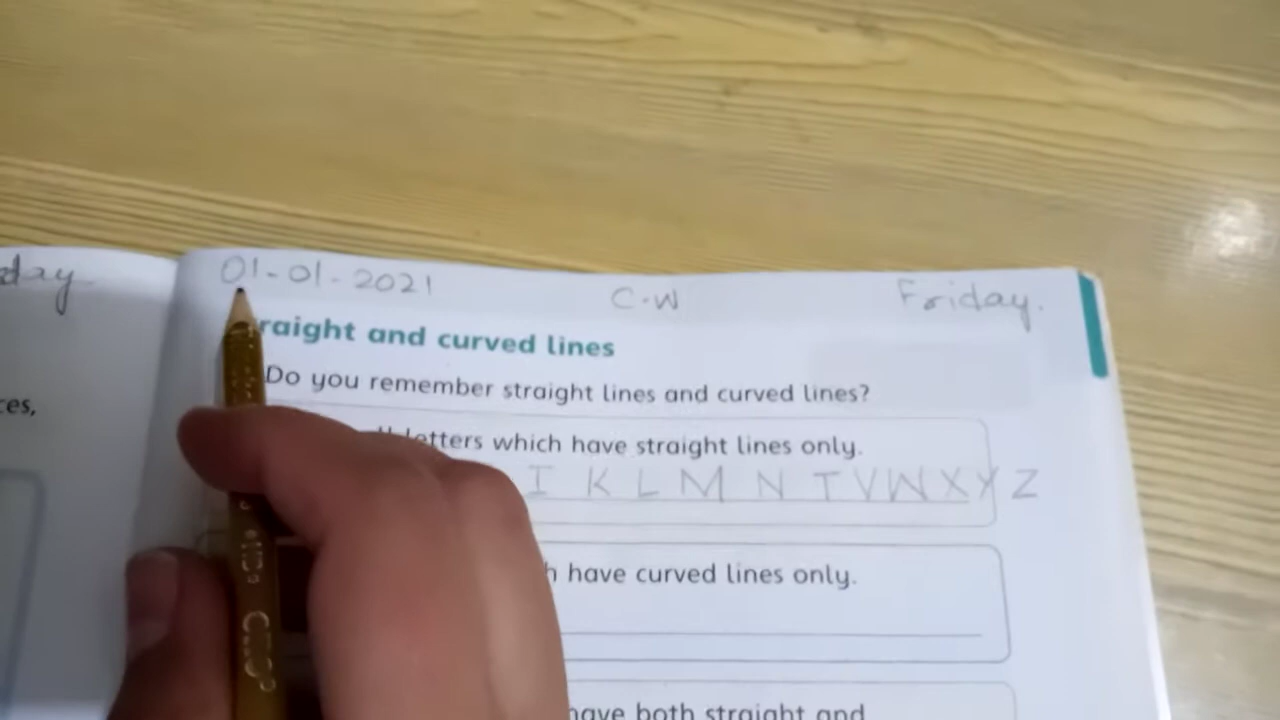 day
01-01-2021 C.W Friday.
raight and curved lines
Do you remember straight lines and curved lines?
ces,
letters which have straight lines only.
I K L M N T V W X Y Z
h have curved lines only.
have both straight and